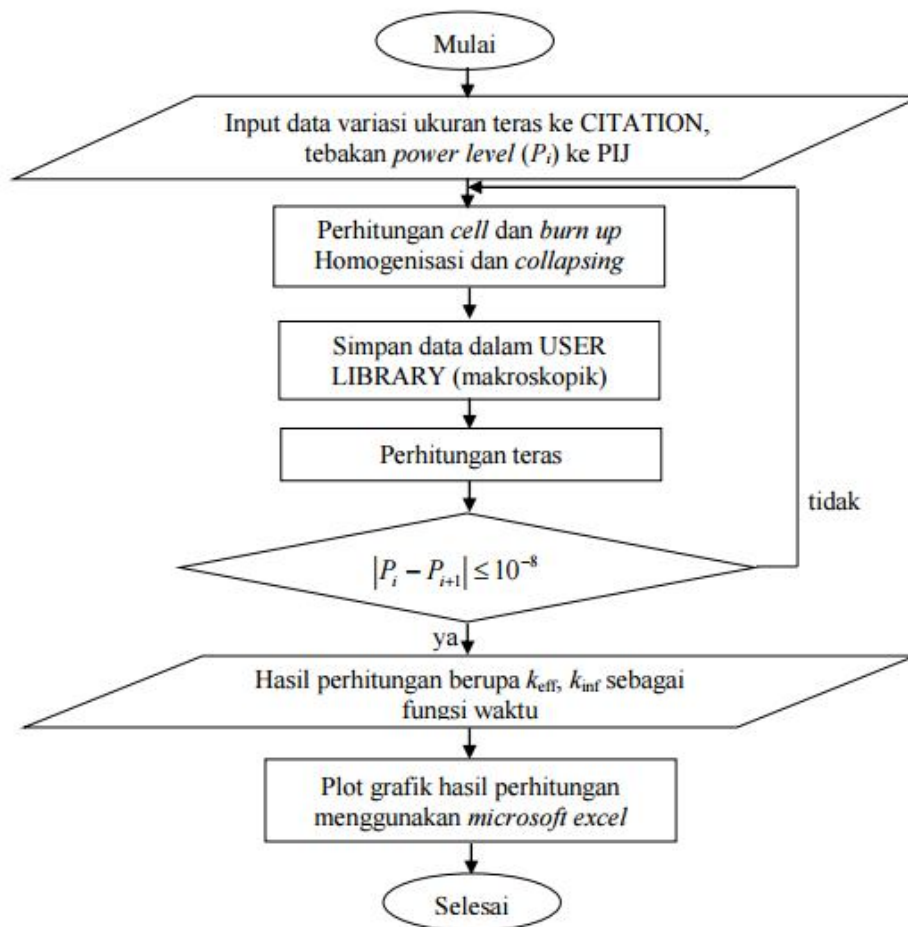 Mulai
Input data variasi ukuran teras ke CITATION,
tebakan power level (Pᵢ) ke PIJ
Perhitungan cell dan burn up
Homogenisasi dan collapsing
Simpan data dalam USER
LIBRARY (makroskopik)
Perhitungan teras
tidak
|Pᵢ − Pᵢ₊₁| ≤ 10⁻⁸
ya
Hasil perhitungan berupa k_eff, k_inf sebagai
fungsi waktu
Plot grafik hasil perhitungan
menggunakan microsoft excel
Selesai